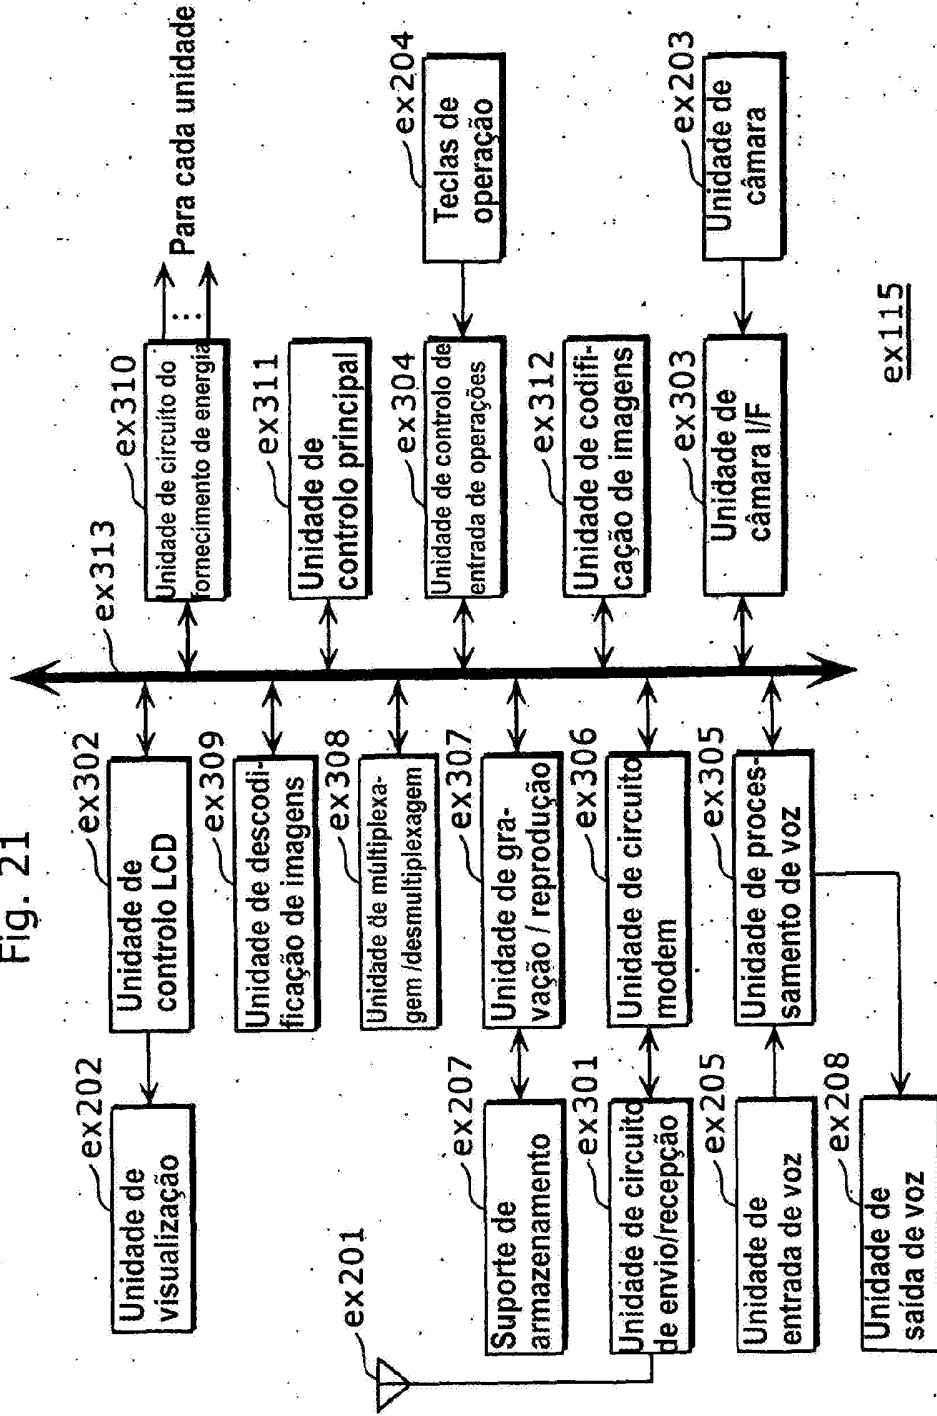 Fig. 21
ex201
ex202
Unidade de
visualização
ex207
Suporte de
armazenamento
ex301
Unidade de circuito
de envio/recepção
ex205
Unidade de
entrada de voz
ex208
Unidade de
saída de voz
ex302
Unidade de
controlo LCD
ex309
Unidade de descodi-
ficação de imagens
ex308
Unidade de multiplexa-
gem /desmultiplexagem
ex307
Unidade de gra-
vação / reprodução
ex306
Unidade de circuito
modem
ex305
Unidade de proces-
samento de voz
ex313
ex310
Unidade de circuito do
fornecimento de energia
Para cada unidade
ex311
Unidade de
controlo principal
ex304
Unidade de controlo de
entrada de operações
ex204
Teclas de
operação
ex312
Unidade de codifi-
cação de imagens
ex303
Unidade de
câmara I/F
ex203
Unidade de
câmara
ex115